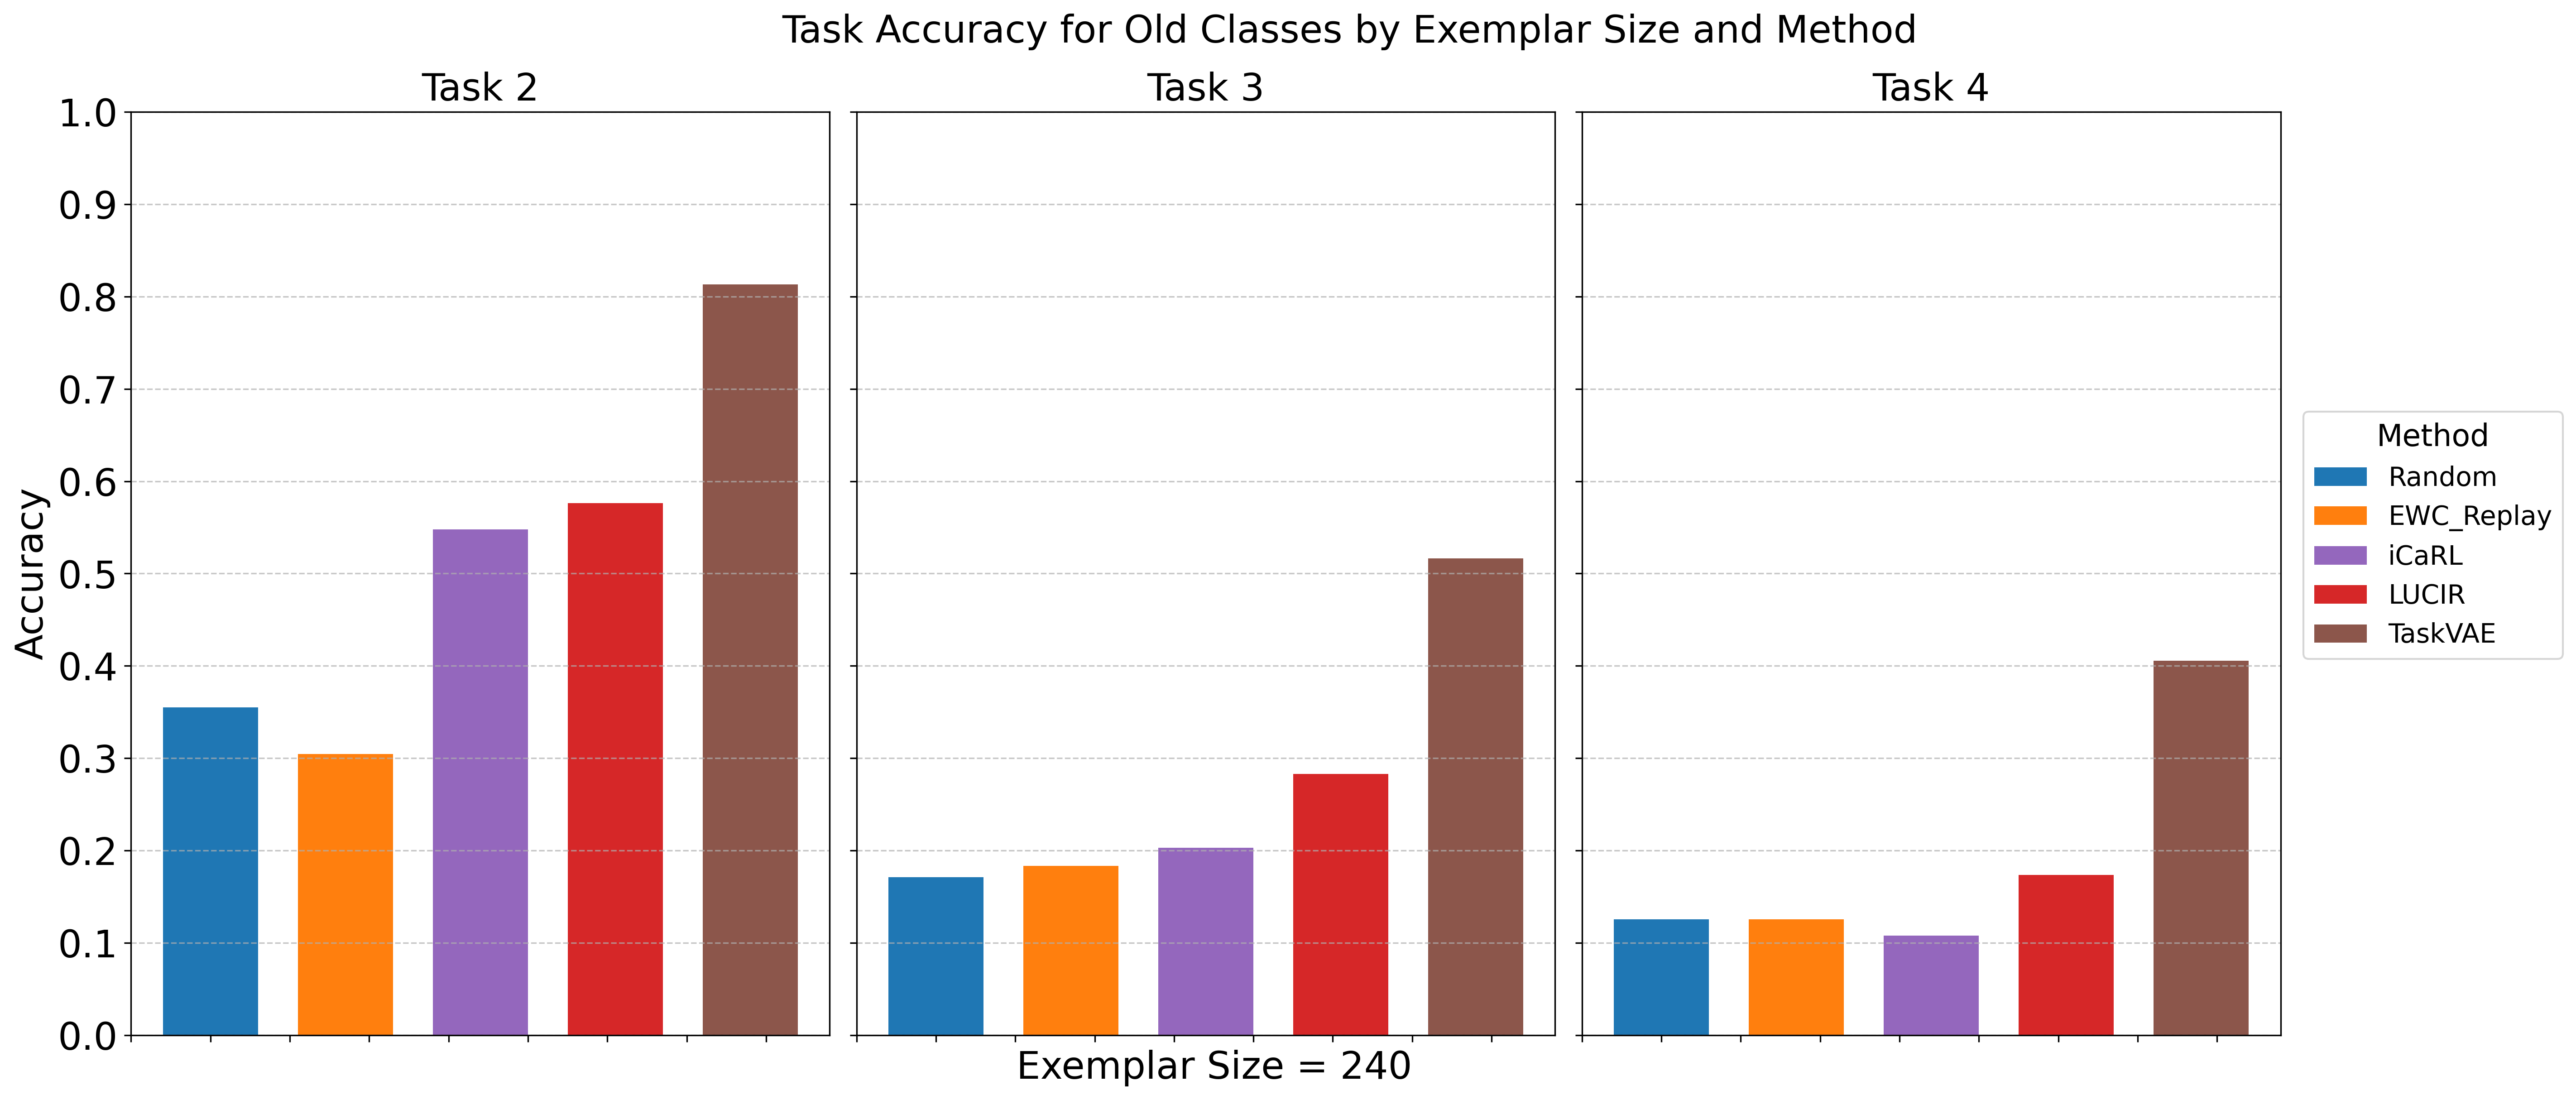 Task Accuracy for Old Classes by Exemplar Size and Method
Task 2
Task 3
Task 4
1.0
0.9
0.8
0.7
0.6
0.5
0.4
0.3
0.2
0.1
0.0
Accuracy
Exemplar Size = 240
Method
Random
EWC_Replay
iCaRL
LUCIR
TaskVAE